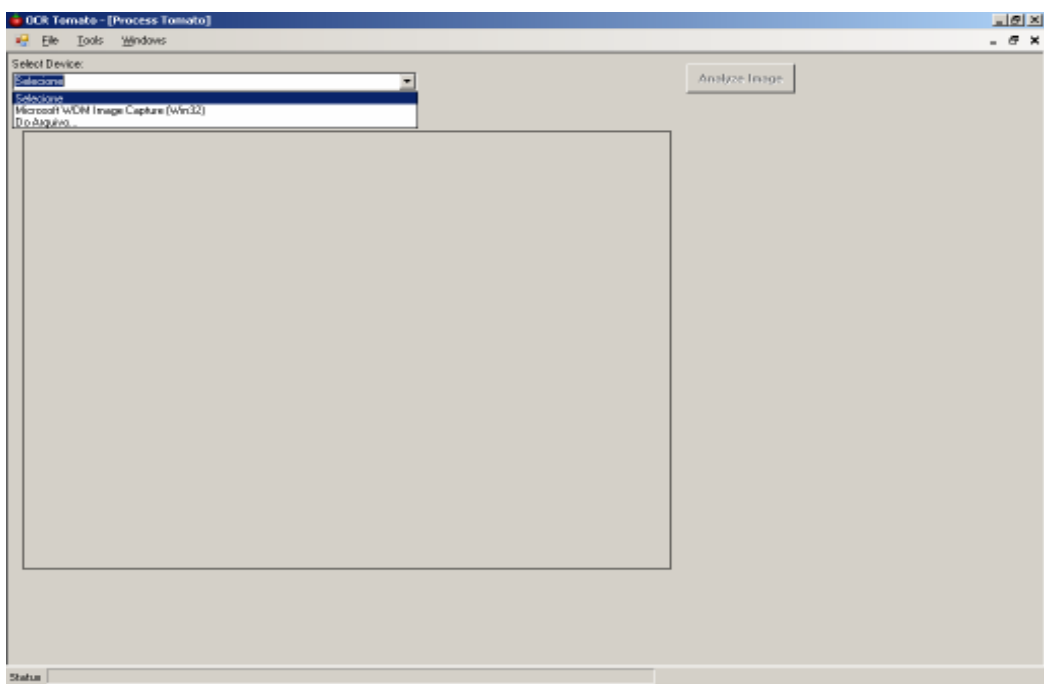 OCR Tomato - [Process Tomato]
File Tools Windows
Select Device:
Selecione
Analyze Image
Selecione
Microsoft WDM Image Capture (Win32)
Do Arquivo...
Status